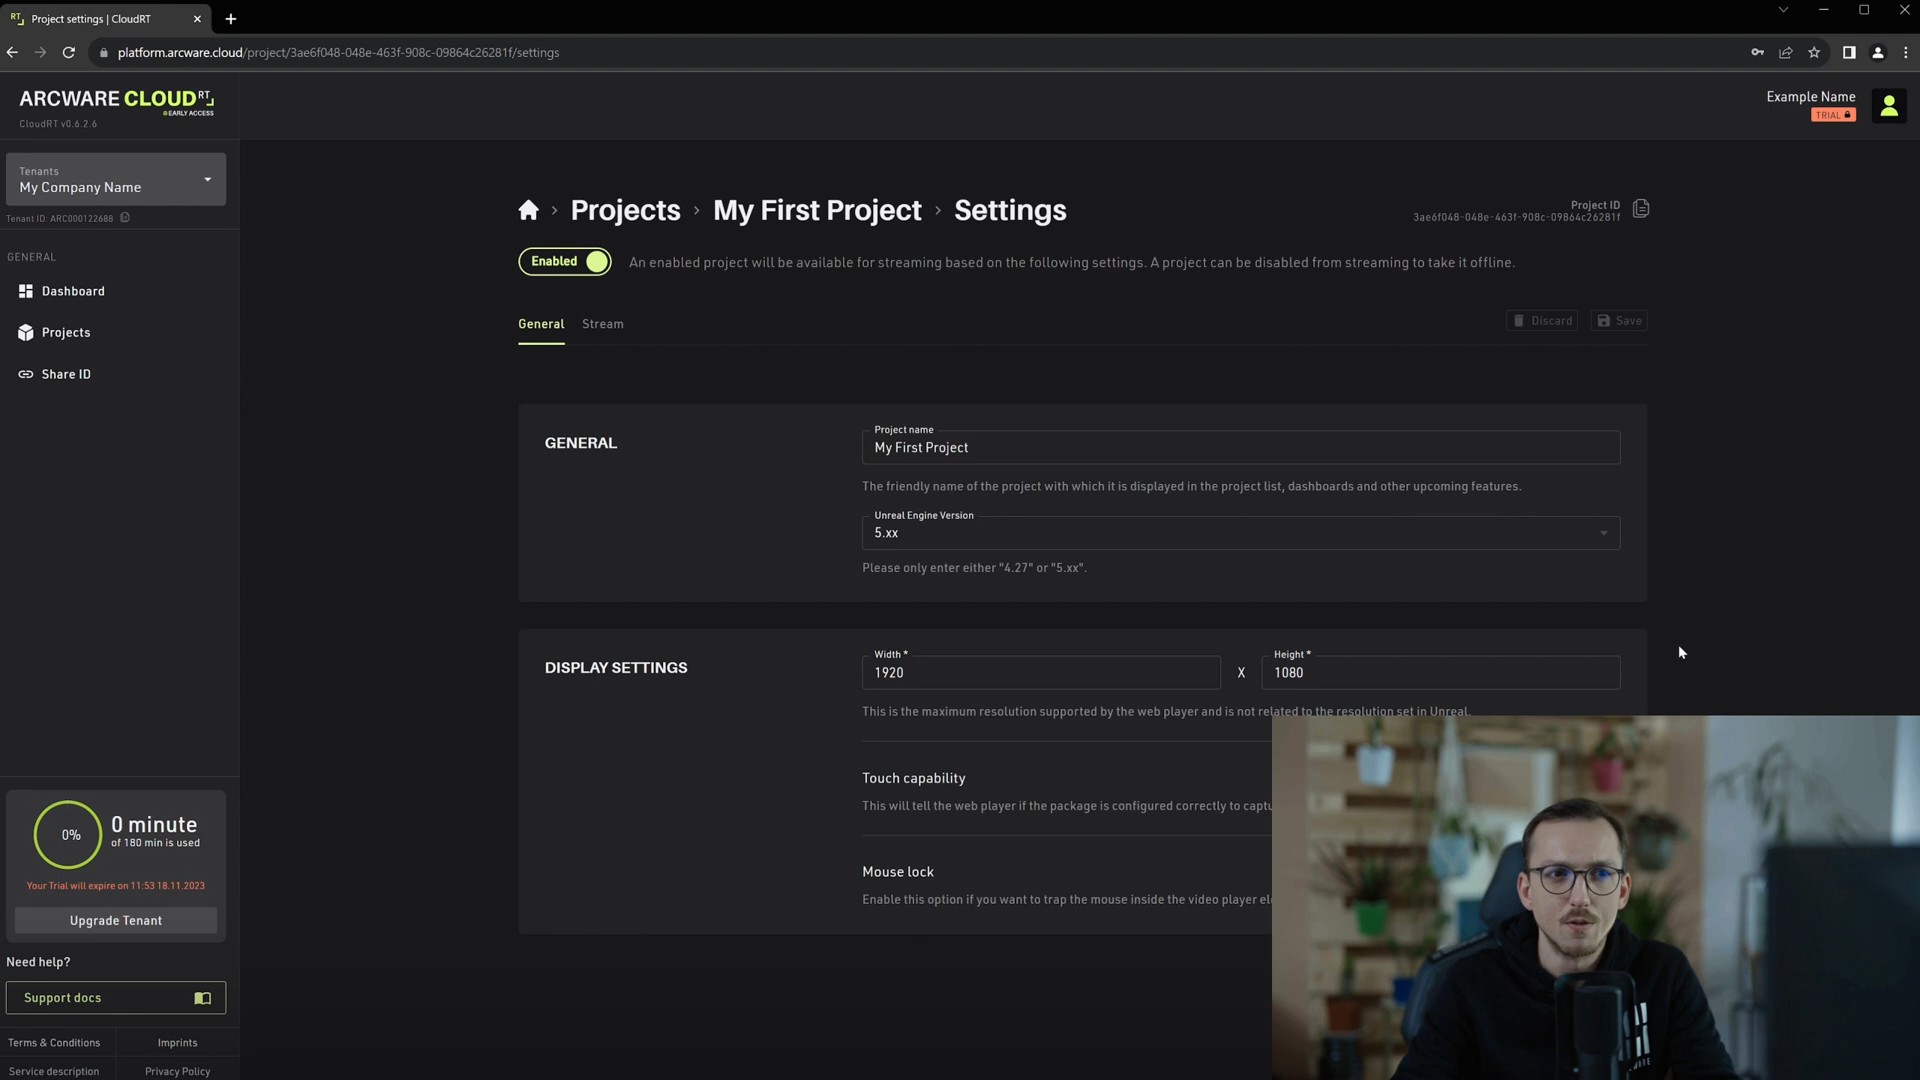 Project settings | CloudRT
platform.arcware.cloud/project/3ae6f048-048e-463f-908c-09864c26281f/settings
ARCWARE CLOUD RT
EARLY ACCESS
CloudRT v0.6.2.6
Example Name
TRIAL
Tenants
My Company Name
Tenant ID: ARC000122688
GENERAL
Dashboard
Projects
Share ID
0%
0 minute
of 180 min is used
Your Trial will expire on 11:53 18.11.2023
Upgrade Tenant
Need help?
Support docs
Terms & Conditions
Imprints
Service description
Privacy Policy
Projects › My First Project › Settings
Project ID
3ae6f048-048e-463f-908c-09864c26281f
Enabled
An enabled project will be available for streaming based on the following settings. A project can be disabled from streaming to take it offline.
General
Stream
Discard
Save
GENERAL
Project name
My First Project
The friendly name of the project with which it is displayed in the project list, dashboards and other upcoming features.
Unreal Engine Version
5.xx
Please only enter either "4.27" or "5.xx".
DISPLAY SETTINGS
Width *
1920
X
Height *
1080
This is the maximum resolution supported by the web player and is not related to the resolution set in Unreal.
Touch capability
This will tell the web player if the package is configured correctly to captu
Mouse lock
Enable this option if you want to trap the mouse inside the video player el